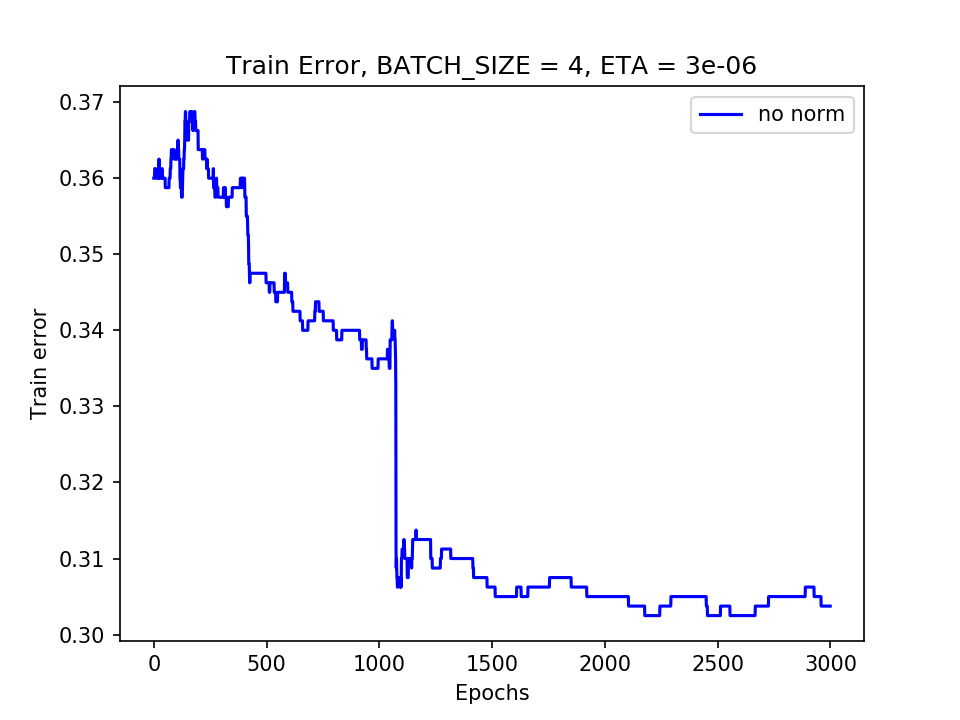 Train Error, BATCH_SIZE = 4, ETA = 3e-06
no norm
Train error
0.37
0.36
0.35
0.34
0.33
0.32
0.31
0.30
0 500 1000 1500 2000 2500 3000
Epochs